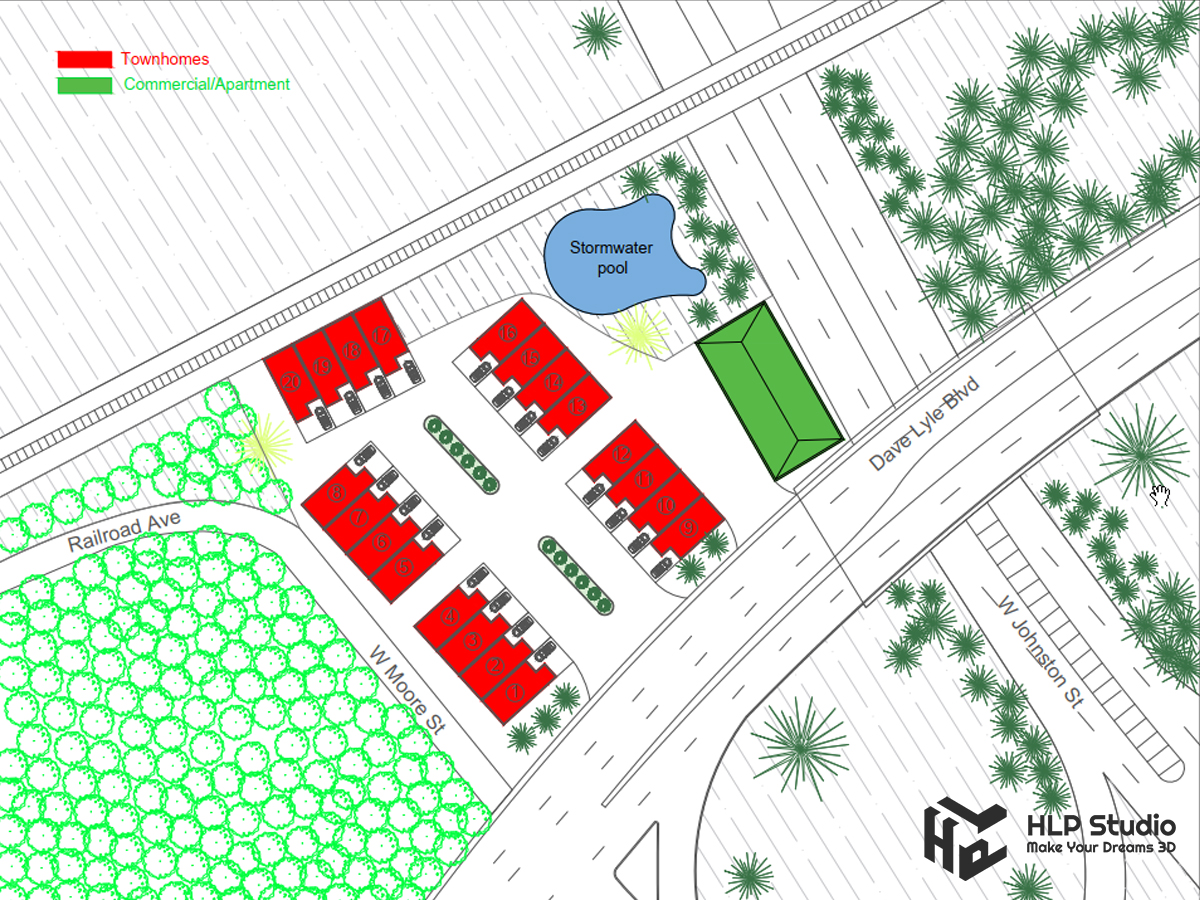 Townhomes
Commercial/Apartment
Stormwater
pool
20
19
18
17
16
15
14
13
12
11
10
9
8
7
6
5
4
3
2
1
Railroad Ave
W Moore St
Dave Lyle Blvd
W Johnston St
HLP Studio
Make Your Dreams 3D